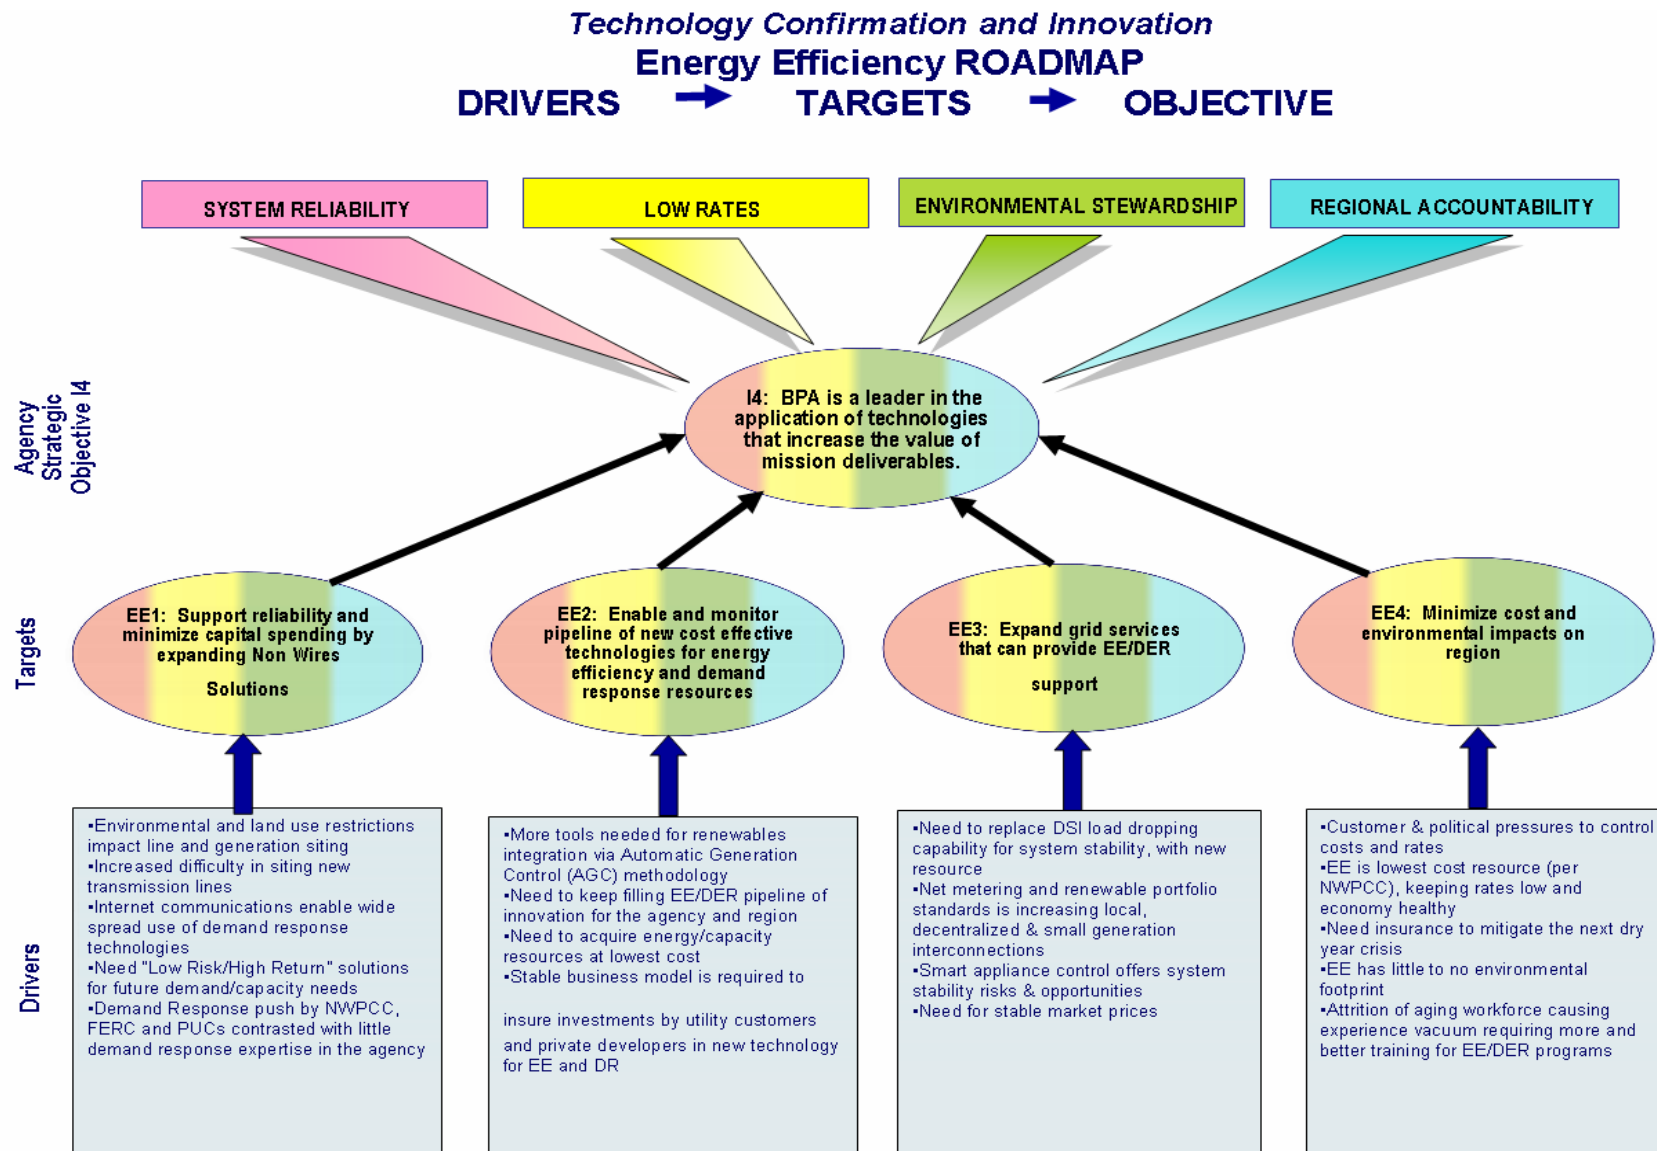 Technology Confirmation and Innovation
Energy Efficiency ROADMAP
DRIVERS TARGETS OBJECTIVE
SYSTEM RELIABILITY
LOW RATES
ENVIRONMENTAL STEWARDSHIP
REGIONAL ACCOUNTABILITY
Agency
Strategic
Objective I4
I4: BPA is a leader in the
application of technologies
that increase the value of
mission deliverables.
Targets
EE1: Support reliability and
minimize capital spending by
expanding Non Wires
Solutions
EE2: Enable and monitor
pipeline of new cost effective
technologies for energy
efficiency and demand
response resources
EE3: Expand grid services
that can provide EE/DER
support
EE4: Minimize cost and
environmental impacts on
region
Drivers
▪Environmental and land use restrictions
impact line and generation siting
▪Increased difficulty in siting new
transmission lines
▪Internet communications enable wide
spread use of demand response
technologies
▪Need "Low Risk/High Return" solutions
for future demand/capacity needs
▪Demand Response push by NWPCC,
FERC and PUCs contrasted with little
demand response expertise in the agency
▪More tools needed for renewables
integration via Automatic Generation
Control (AGC) methodology
▪Need to keep filling EE/DER pipeline of
innovation for the agency and region
▪Need to acquire energy/capacity
resources at lowest cost
▪Stable business model is required to
insure investments by utility customers
and private developers in new technology
for EE and DR
▪Need to replace DSI load dropping
capability for system stability, with new
resource
▪Net metering and renewable portfolio
standards is increasing local,
decentralized & small generation
interconnections
▪Smart appliance control offers system
stability risks & opportunities
▪Need for stable market prices
▪Customer & political pressures to control
costs and rates
▪EE is lowest cost resource (per
NWPCC), keeping rates low and
economy healthy
▪Need insurance to mitigate the next dry
year crisis
▪EE has little to no environmental
footprint
▪Attrition of aging workforce causing
experience vacuum requiring more and
better training for EE/DER programs